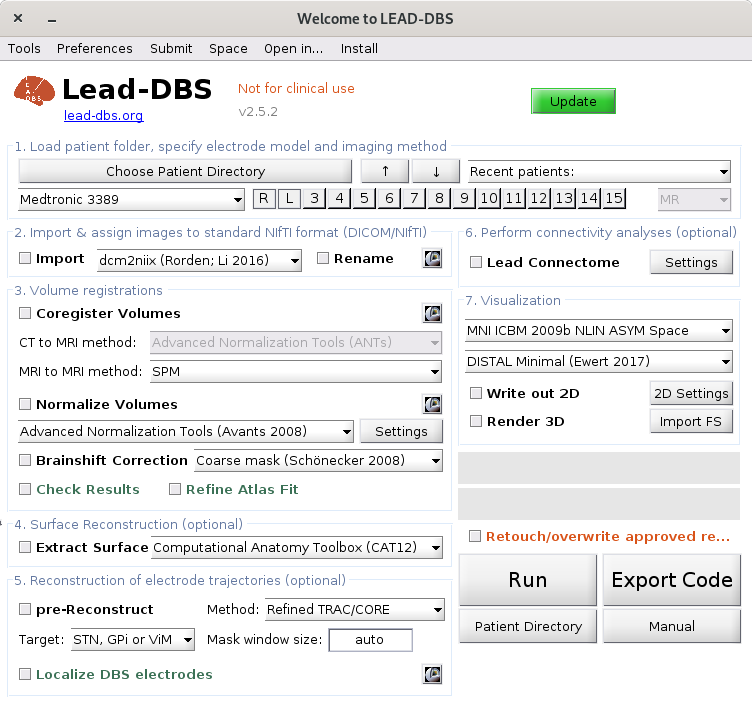 Welcome to LEAD-DBS
Tools Preferences Submit Space Open in... Install
LEAD DBS
Lead-DBS
lead-dbs.org
Not for clinical use
v2.5.2
Update
1. Load patient folder, specify electrode model and imaging method
Choose Patient Directory ↑ ↓ Recent patients:
Medtronic 3389 R L 3 4 5 6 7 8 9 10 11 12 13 14 15 MR
2. Import & assign images to standard NIfTI format (DICOM/NIfTI)
Import dcm2niix (Rorden; Li 2016) Rename
3. Volume registrations
Coregister Volumes
CT to MRI method: Advanced Normalization Tools (ANTs)
MRI to MRI method: SPM
Normalize Volumes
Advanced Normalization Tools (Avants 2008) Settings
Brainshift Correction Coarse mask (Schönecker 2008)
Check Results Refine Atlas Fit
4. Surface Reconstruction (optional)
Extract Surface Computational Anatomy Toolbox (CAT12)
5. Reconstruction of electrode trajectories (optional)
pre-Reconstruct Method: Refined TRAC/CORE
Target: STN, GPi or ViM Mask window size: auto
Localize DBS electrodes
6. Perform connectivity analyses (optional)
Lead Connectome Settings
7. Visualization
MNI ICBM 2009b NLIN ASYM Space
DISTAL Minimal (Ewert 2017)
Write out 2D 2D Settings
Render 3D Import FS
Retouch/overwrite approved re...
Run Export Code
Patient Directory Manual